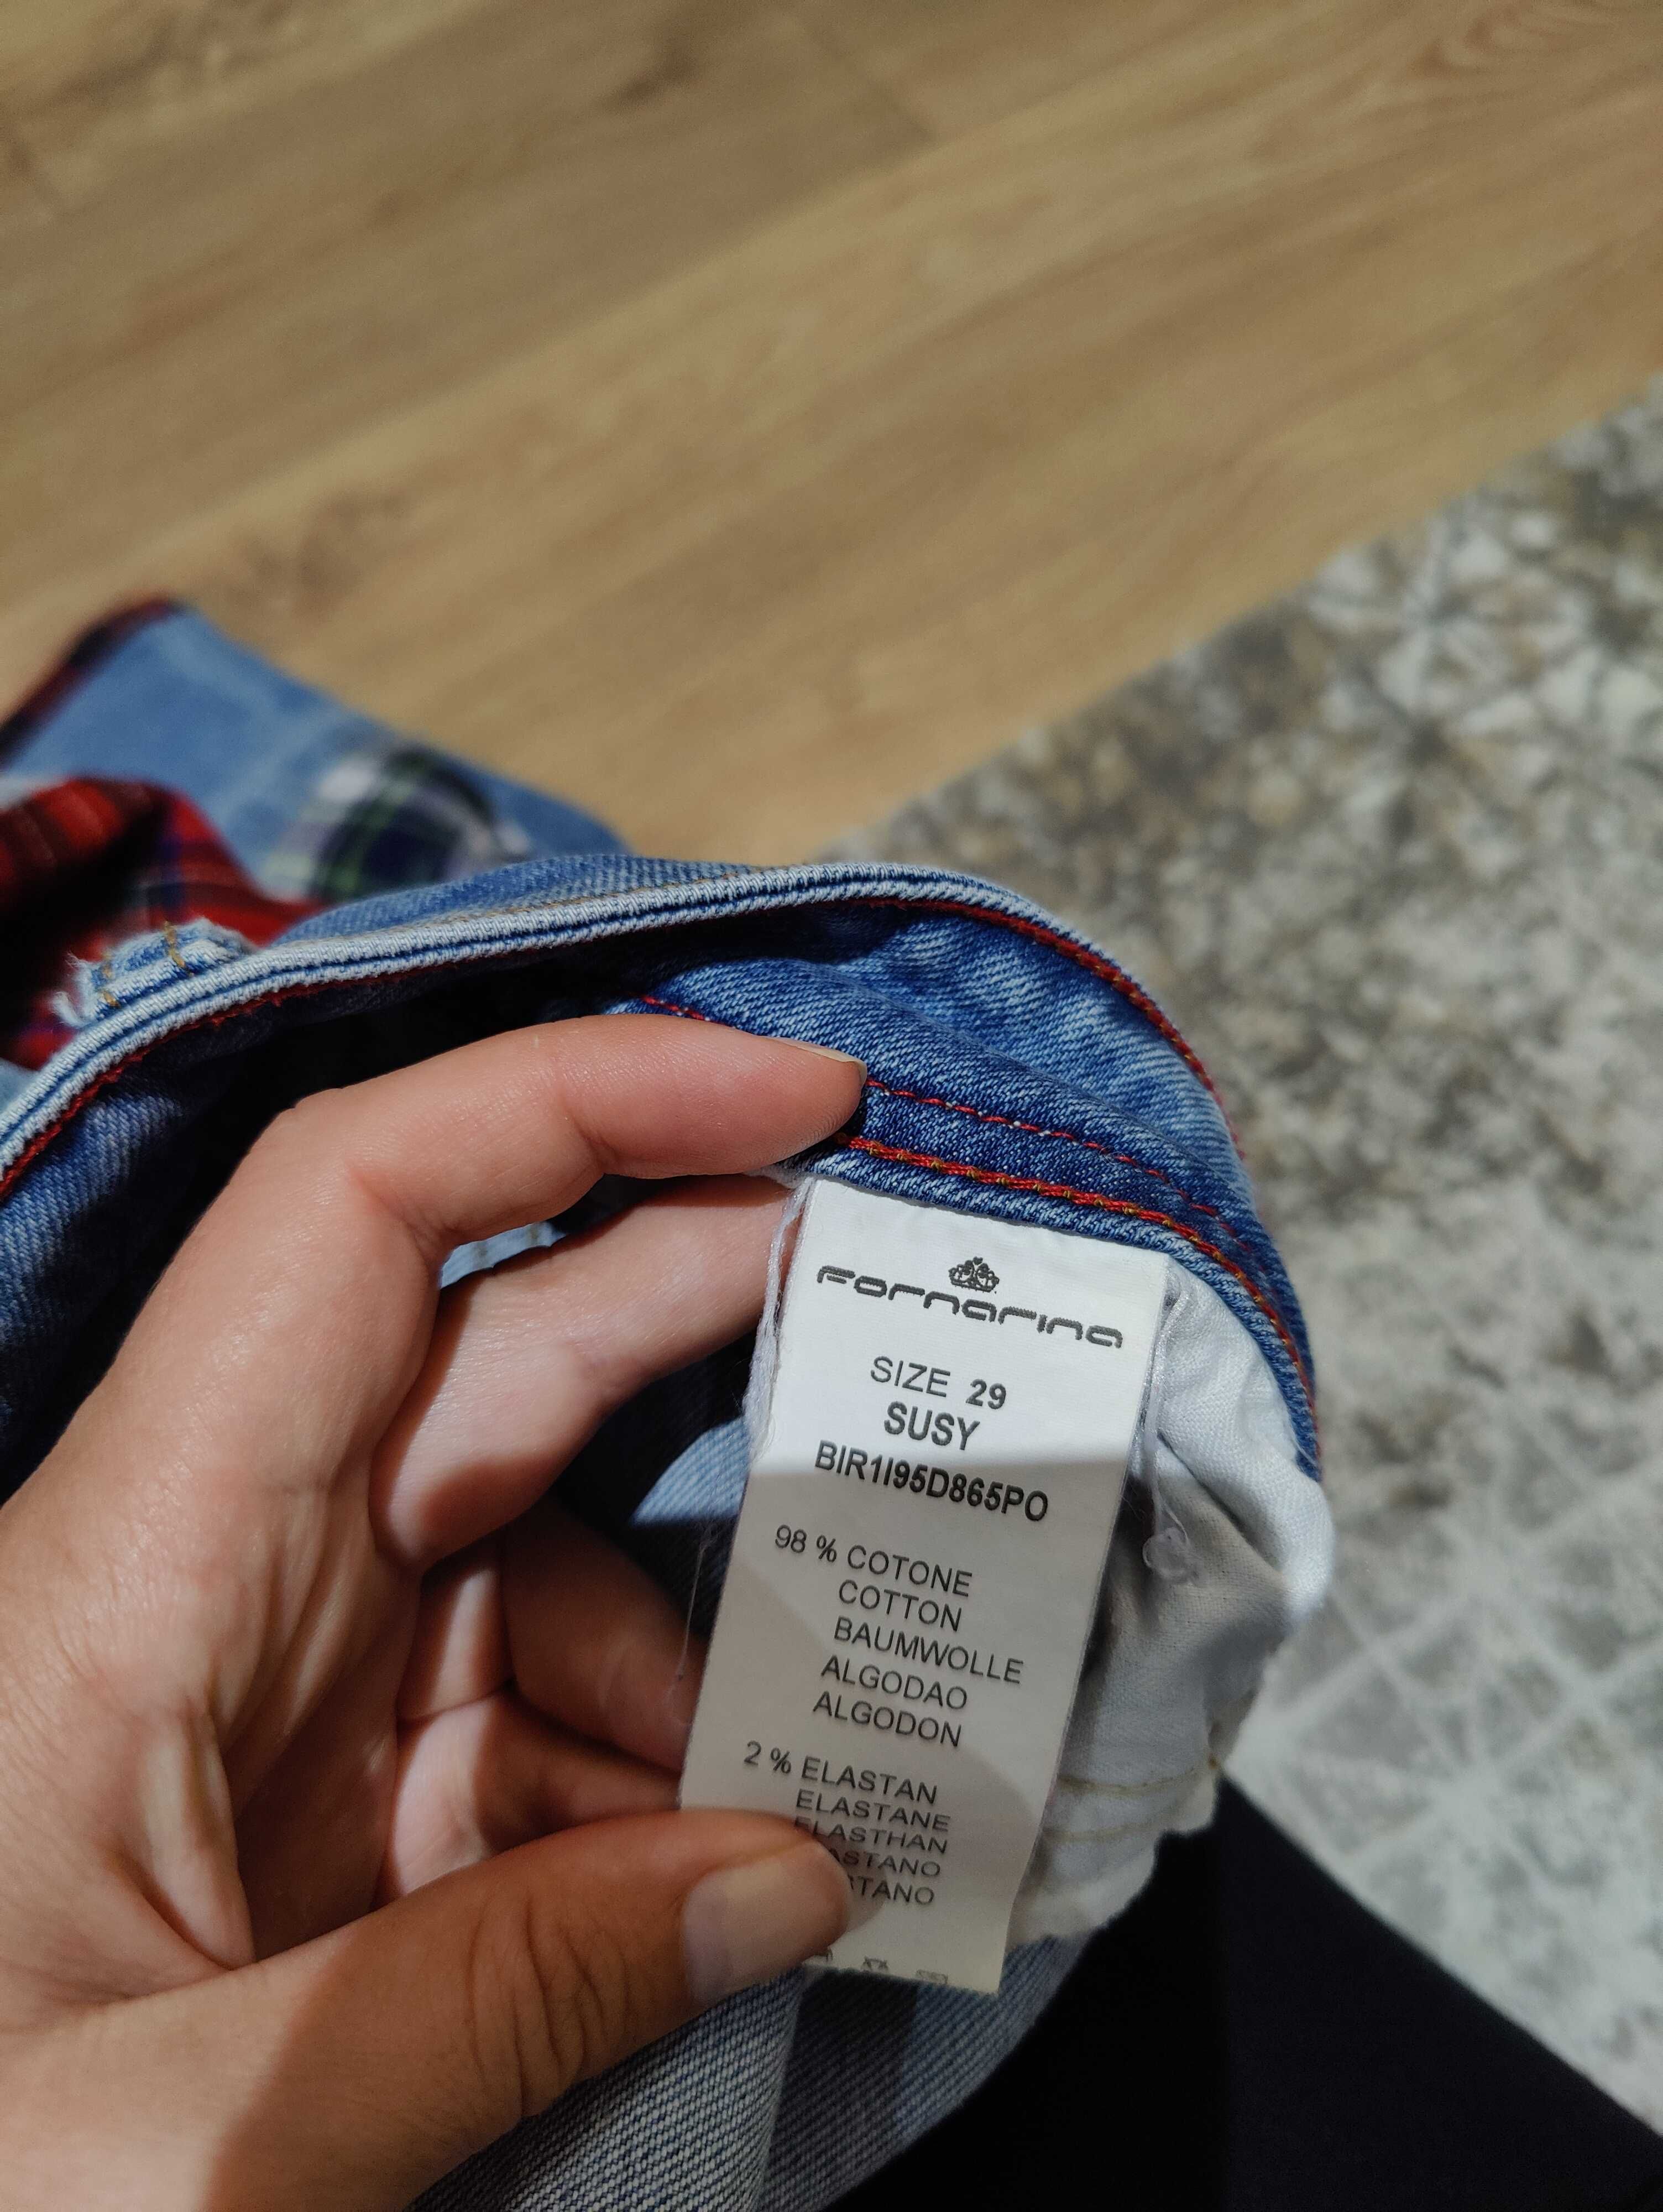 Fornarina
SIZE 29
SUSY
BIR1I95D865PO
98 % COTONE
COTTON
BAUMWOLLE
ALGODAO
ALGODON
2 % ELASTAN
ELASTANE
ELASTHAN